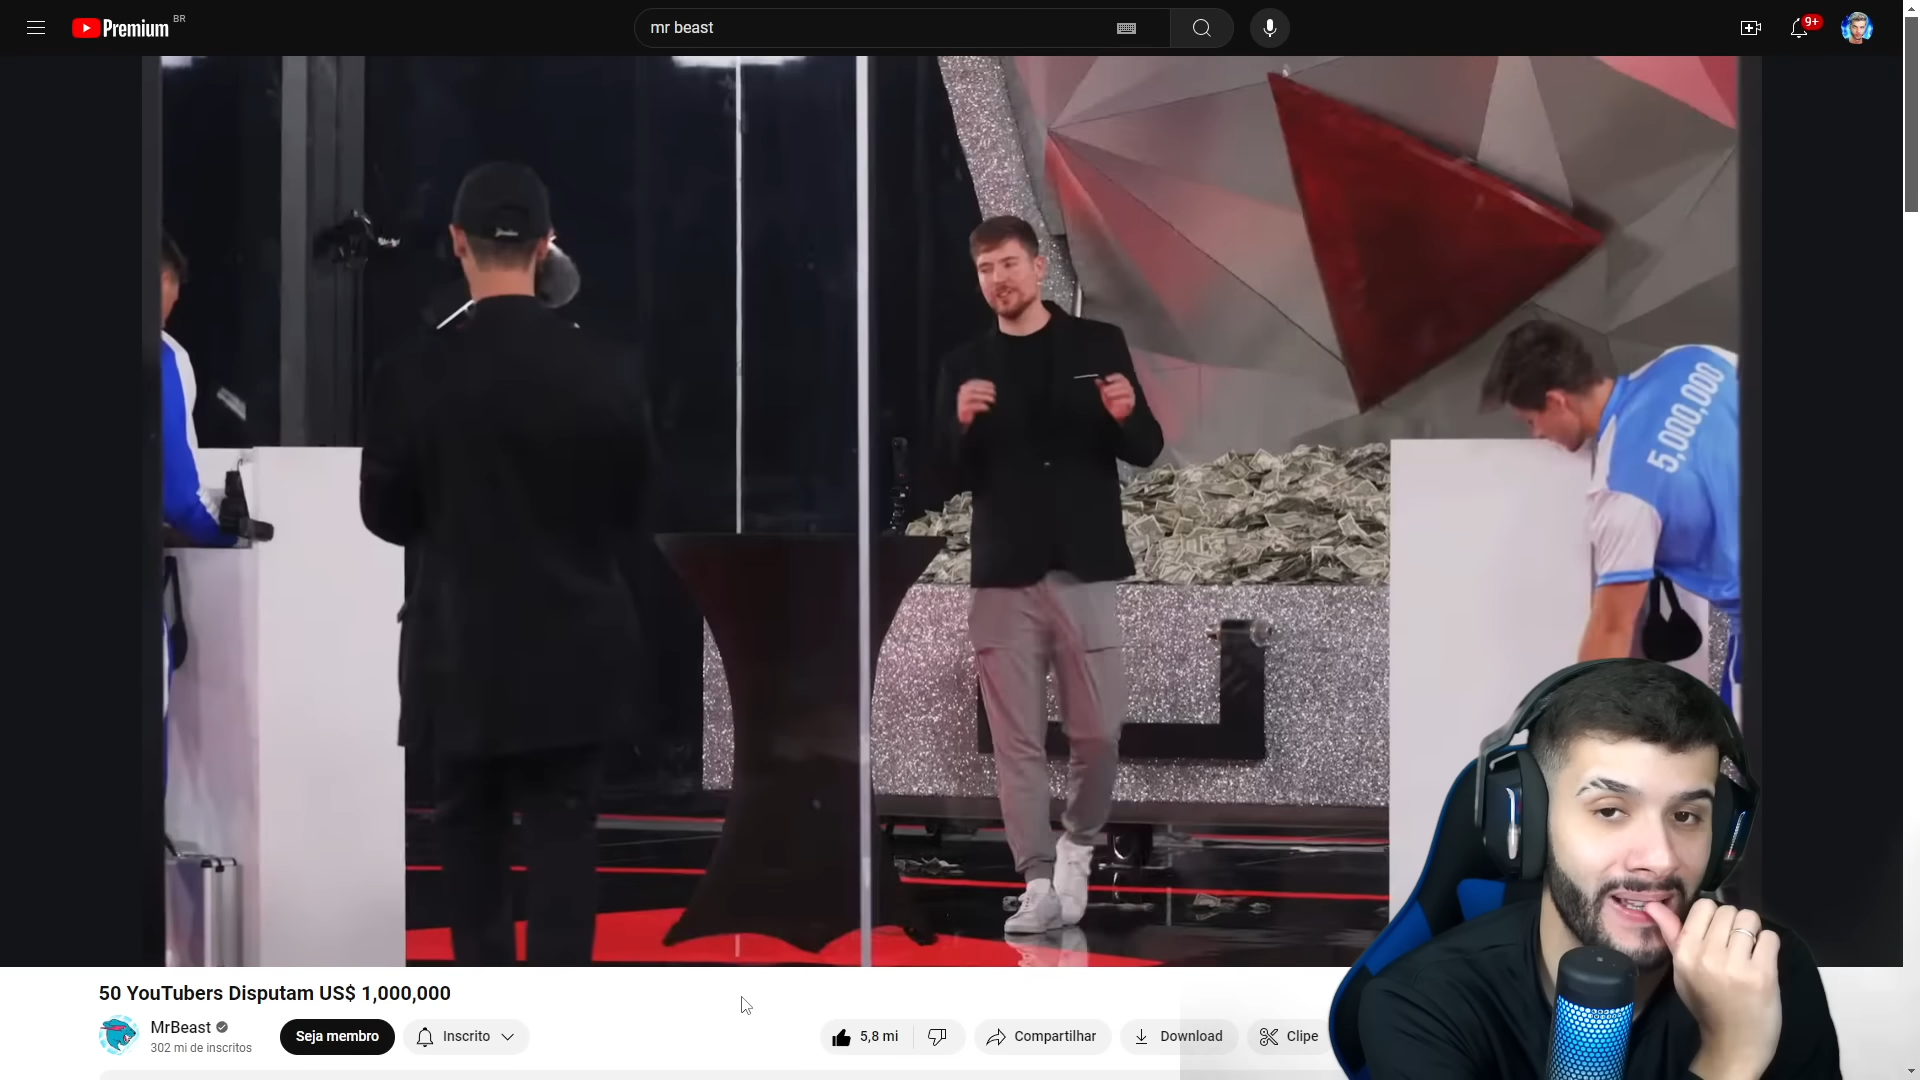 Premium BR
mr beast
9+
5,000,000
50 YouTubers Disputam US$ 1,000,000
MrBeast
302 mi de inscritos
Seja membro
Inscrito
5,8 mi
Compartilhar
Download
Clipe